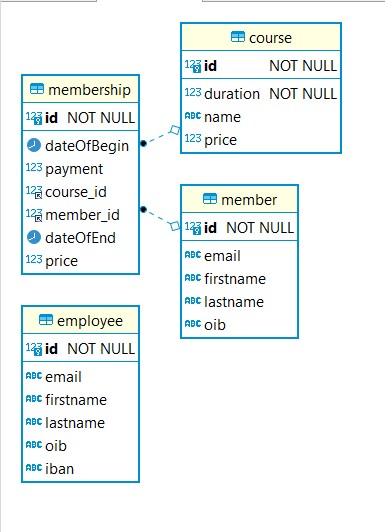 course
123 id NOT NULL
123 duration NOT NULL
ABC name
123 price
membership
123 id NOT NULL
dateOfBegin
123 payment
123 course_id
123 member_id
dateOfEnd
123 price
member
123 id NOT NULL
ABC email
ABC firstname
ABC lastname
ABC oib
employee
123 id NOT NULL
ABC email
ABC firstname
ABC lastname
ABC oib
ABC iban